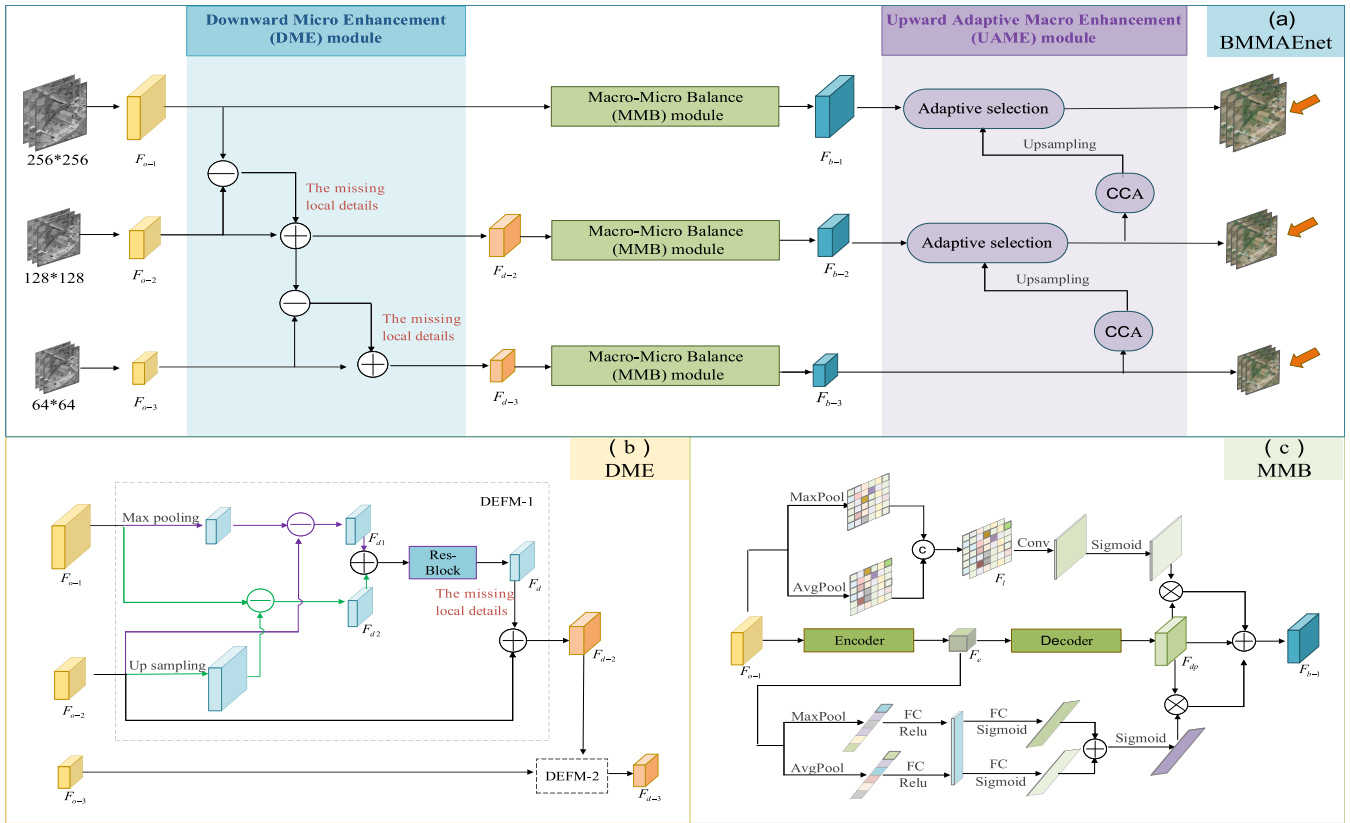 Downward Micro Enhancement
(DME) module
Upward Adaptive Macro Enhancement
(UAME) module
(a)
BMMAEnet
256*256
F_{o-1}
Macro-Micro Balance
(MMB) module
F_{b-1}
Adaptive selection
Upsampling
CCA
The missing
local details
128*128
F_{o-2}
F_{d-2}
Macro-Micro Balance
(MMB) module
F_{b-2}
Adaptive selection
Upsampling
CCA
The missing
local details
64*64
F_{o-3}
F_{d-3}
Macro-Micro Balance
(MMB) module
F_{b-3}
(b)
DME
DEFM-1
F_{o-1}
Max pooling
F_{d1}
Res-
Block
F_d
The missing
local details
F_{d2}
F_{o-2}
Up sampling
F_{d-2}
F_{o-3}
DEFM-2
F_{d-3}
(c)
MMB
MaxPool
AvgPool
C
F_l
Conv
Sigmoid
F_{o-1}
Encoder
F_e
Decoder
F_{dp}
F_{b-1}
MaxPool
FC
Relu
FC
Sigmoid
AvgPool
FC
Relu
FC
Sigmoid
Sigmoid